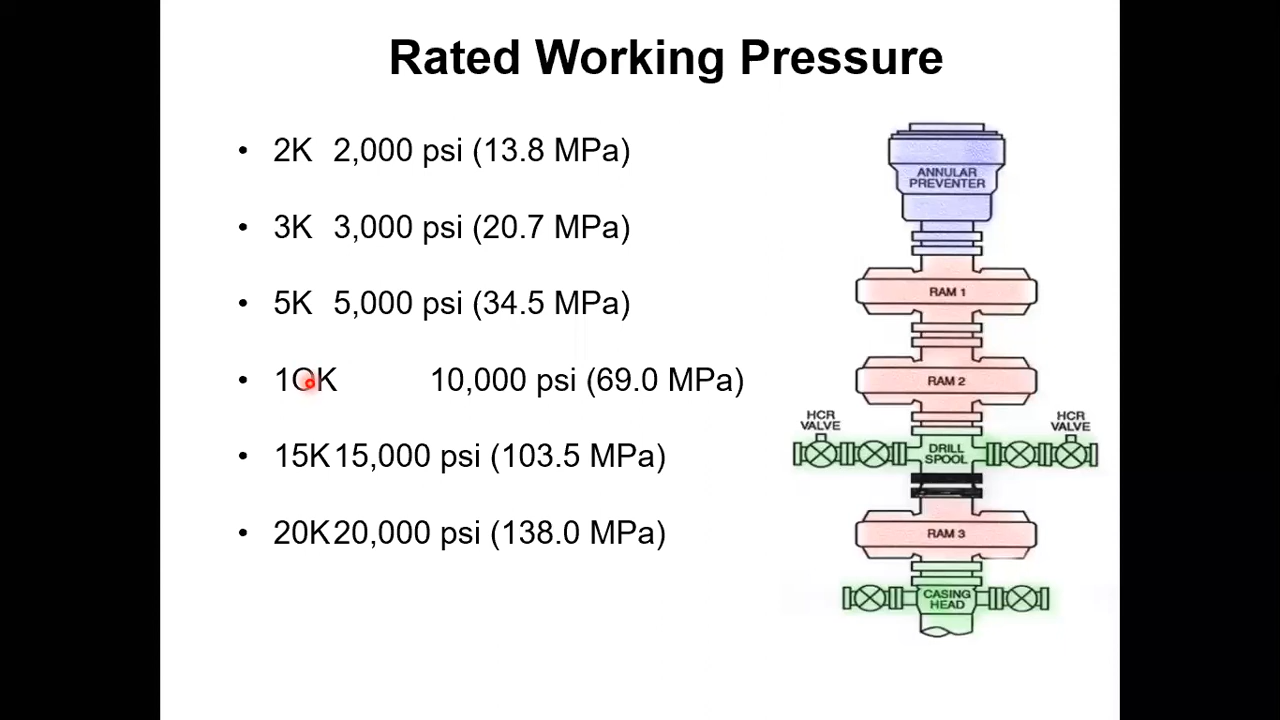 Rated Working Pressure
• 2K 2,000 psi (13.8 MPa)
• 3K 3,000 psi (20.7 MPa)
• 5K 5,000 psi (34.5 MPa)
• 10K 10,000 psi (69.0 MPa)
• 15K 15,000 psi (103.5 MPa)
• 20K 20,000 psi (138.0 MPa)
ANNULAR
PREVENTER
RAM 1
RAM 2
HCR
VALVE
DRILL
SPOOL
HCR
VALVE
RAM 3
CASING
HEAD